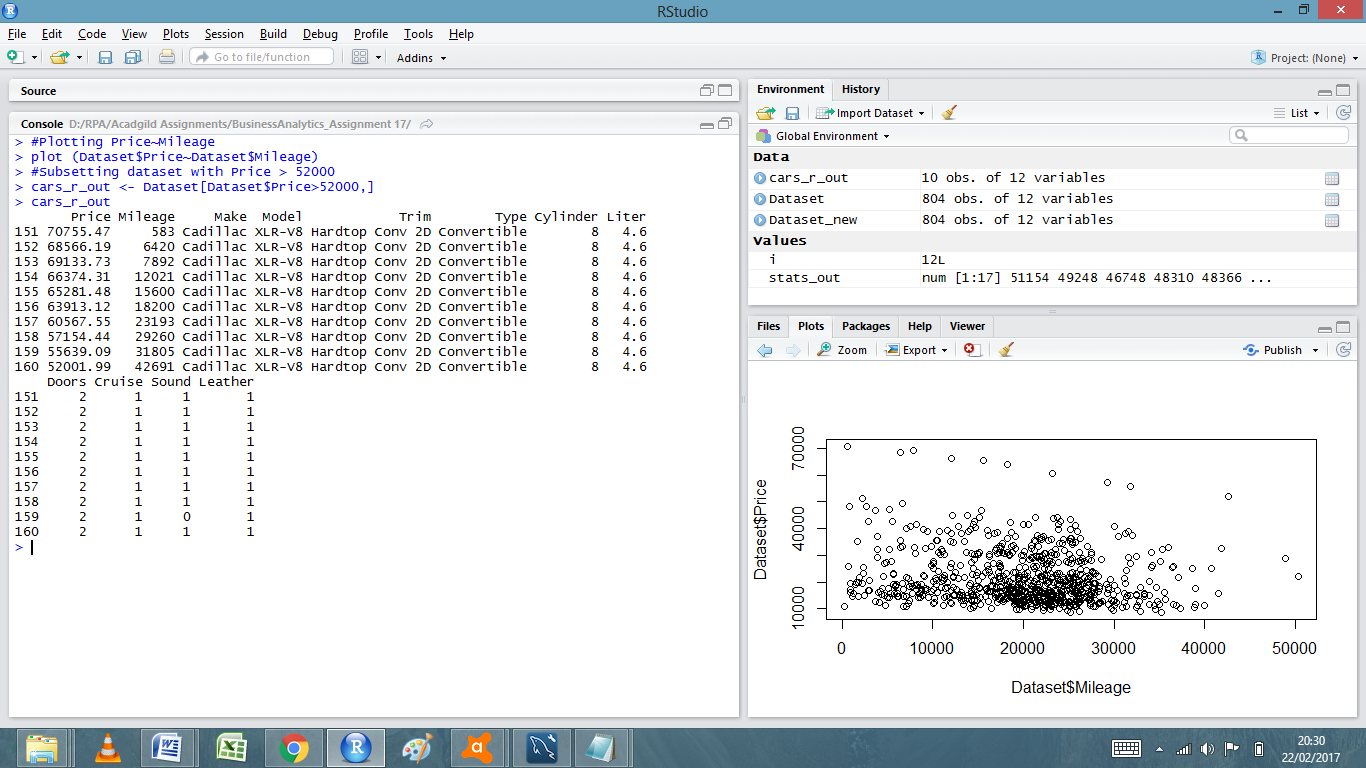 RStudio
File Edit Code View Plots Session Build Debug Profile Tools Help
Go to file/function Addins Project: (None)
Source
Console D:/RPA/Acadgild Assignments/BusinessAnalytics_Assignment 17/
> #Plotting Price~Mileage
> plot (Dataset$Price~Dataset$Mileage)
> #Subsetting dataset with Price > 52000
> cars_r_out <- Dataset[Dataset$Price>52000,]
> cars_r_out
Price Mileage Make Model Trim Type Cylinder Liter
151 70755.47 583 Cadillac XLR-V8 Hardtop Conv 2D Convertible 8 4.6
152 68566.19 6420 Cadillac XLR-V8 Hardtop Conv 2D Convertible 8 4.6
153 69133.73 7892 Cadillac XLR-V8 Hardtop Conv 2D Convertible 8 4.6
154 66374.31 12021 Cadillac XLR-V8 Hardtop Conv 2D Convertible 8 4.6
155 65281.48 15600 Cadillac XLR-V8 Hardtop Conv 2D Convertible 8 4.6
156 63913.12 18200 Cadillac XLR-V8 Hardtop Conv 2D Convertible 8 4.6
157 60567.55 23193 Cadillac XLR-V8 Hardtop Conv 2D Convertible 8 4.6
158 57154.44 29260 Cadillac XLR-V8 Hardtop Conv 2D Convertible 8 4.6
159 55639.09 31805 Cadillac XLR-V8 Hardtop Conv 2D Convertible 8 4.6
160 52001.99 42691 Cadillac XLR-V8 Hardtop Conv 2D Convertible 8 4.6
Doors Cruise Sound Leather
151 2 1 1 1
152 2 1 1 1
153 2 1 1 1
154 2 1 1 1
155 2 1 1 1
156 2 1 1 1
157 2 1 1 1
158 2 1 1 1
159 2 1 0 1
160 2 1 1 1
>
Environment History
Import Dataset List
Global Environment
Data
cars_r_out 10 obs. of 12 variables
Dataset 804 obs. of 12 variables
Dataset_new 804 obs. of 12 variables
Values
i 12L
stats_out num [1:17] 51154 49248 46748 48310 48366 ...
Files Plots Packages Help Viewer
Zoom Export Publish
70000
40000
10000
Dataset$Price
0 10000 20000 30000 40000 50000
Dataset$Mileage
20:30
22/02/2017